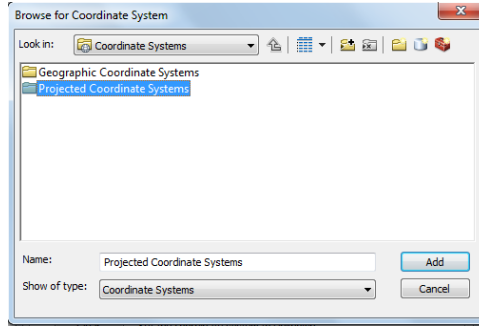 Browse for Coordinate System
Look in: Coordinate Systems
Geographic Coordinate Systems
Projected Coordinate Systems
Name: Projected Coordinate Systems Add
Show of type: Coordinate Systems Cancel